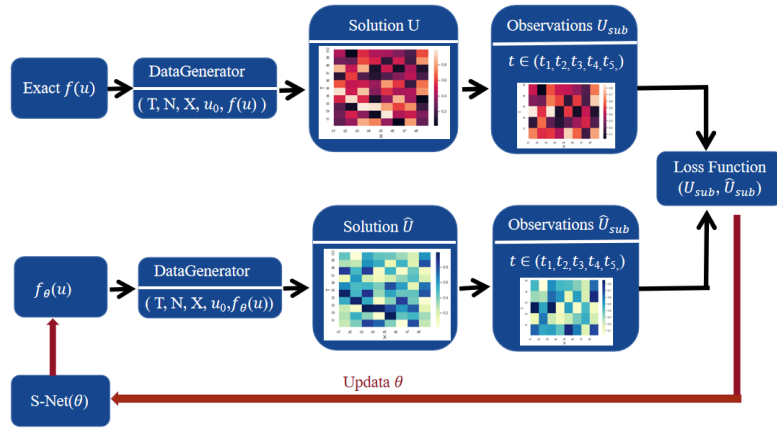 Exact f(u)
DataGenerator
( T, N, X, u₀, f(u) )
Solution U
X
Observations U_sub
t ∈ (t₁,t₂,t₃,t₄,t₅,)
X
Loss Function
(U_sub, Û_sub)
f_θ(u)
DataGenerator
( T, N, X, u₀,f_θ(u))
Solution Û
X
Observations Û_sub
t ∈ (t₁,t₂,t₃,t₄,t₅,)
X
S-Net(θ)
Updata θ